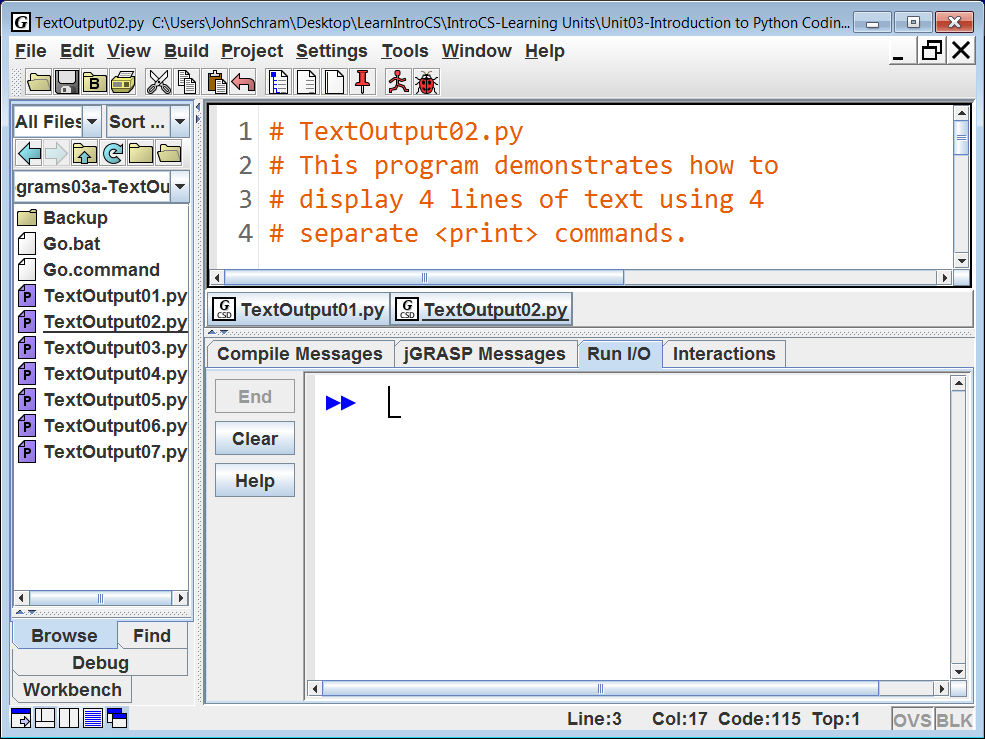 TextOutput02.py C:\Users\JohnSchram\Desktop\LearnIntroCS\IntroCS-Learning Units\Unit03-Introduction to Python Codin...
File Edit View Build Project Settings Tools Window Help
B
All Files Sort ...
grams03a-TextOu
Backup
Go.bat
Go.command
P TextOutput01.py
P TextOutput02.py
P TextOutput03.py
P TextOutput04.py
P TextOutput05.py
P TextOutput06.py
P TextOutput07.py
Browse Find
Debug
Workbench
1 # TextOutput02.py
2 # This program demonstrates how to
3 # display 4 lines of text using 4
4 # separate <print> commands.
G CSD TextOutput01.py G CSD TextOutput02.py
Compile Messages jGRASP Messages Run I/O Interactions
End
Clear
Help
Line:3 Col:17 Code:115 Top:1 OVS BLK